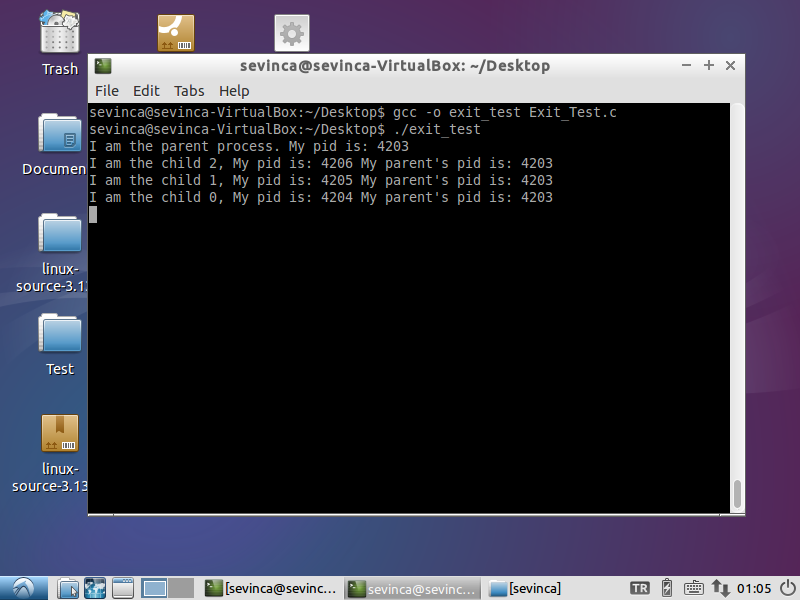 Trash
sevinca@sevinca-VirtualBox: ~/Desktop
File Edit Tabs Help
sevinca@sevinca-VirtualBox:~/Desktop$ gcc -o exit_test Exit_Test.c
sevinca@sevinca-VirtualBox:~/Desktop$ ./exit_test
I am the parent process. My pid is: 4203
I am the child 2, My pid is: 4206 My parent's pid is: 4203
I am the child 1, My pid is: 4205 My parent's pid is: 4203
I am the child 0, My pid is: 4204 My parent's pid is: 4203
Documen
linux-
source-3.13
Test
linux-
source-3.13
[sevinca@sevinc...
sevinca@sevinc...
[sevinca]
TR
01:05